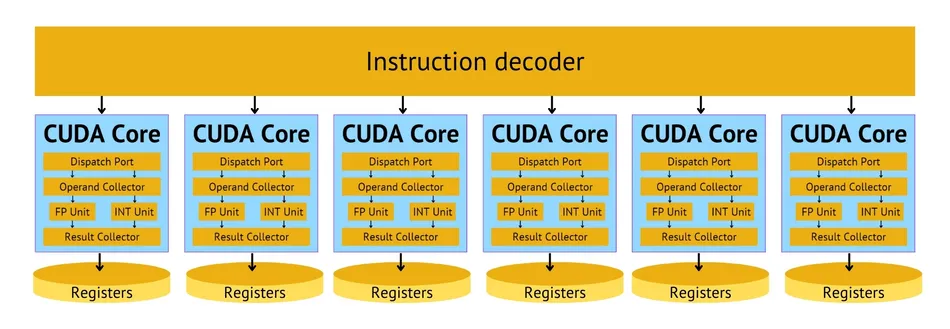 Instruction decoder
CUDA Core CUDA Core CUDA Core CUDA Core CUDA Core CUDA Core
Dispatch Port Dispatch Port Dispatch Port Dispatch Port Dispatch Port Dispatch Port
Operand Collector Operand Collector Operand Collector Operand Collector Operand Collector Operand Collector
FP Unit INT Unit FP Unit INT Unit FP Unit INT Unit FP Unit INT Unit FP Unit INT Unit FP Unit INT Unit
Result Collector Result Collector Result Collector Result Collector Result Collector Result Collector
Registers Registers Registers Registers Registers Registers